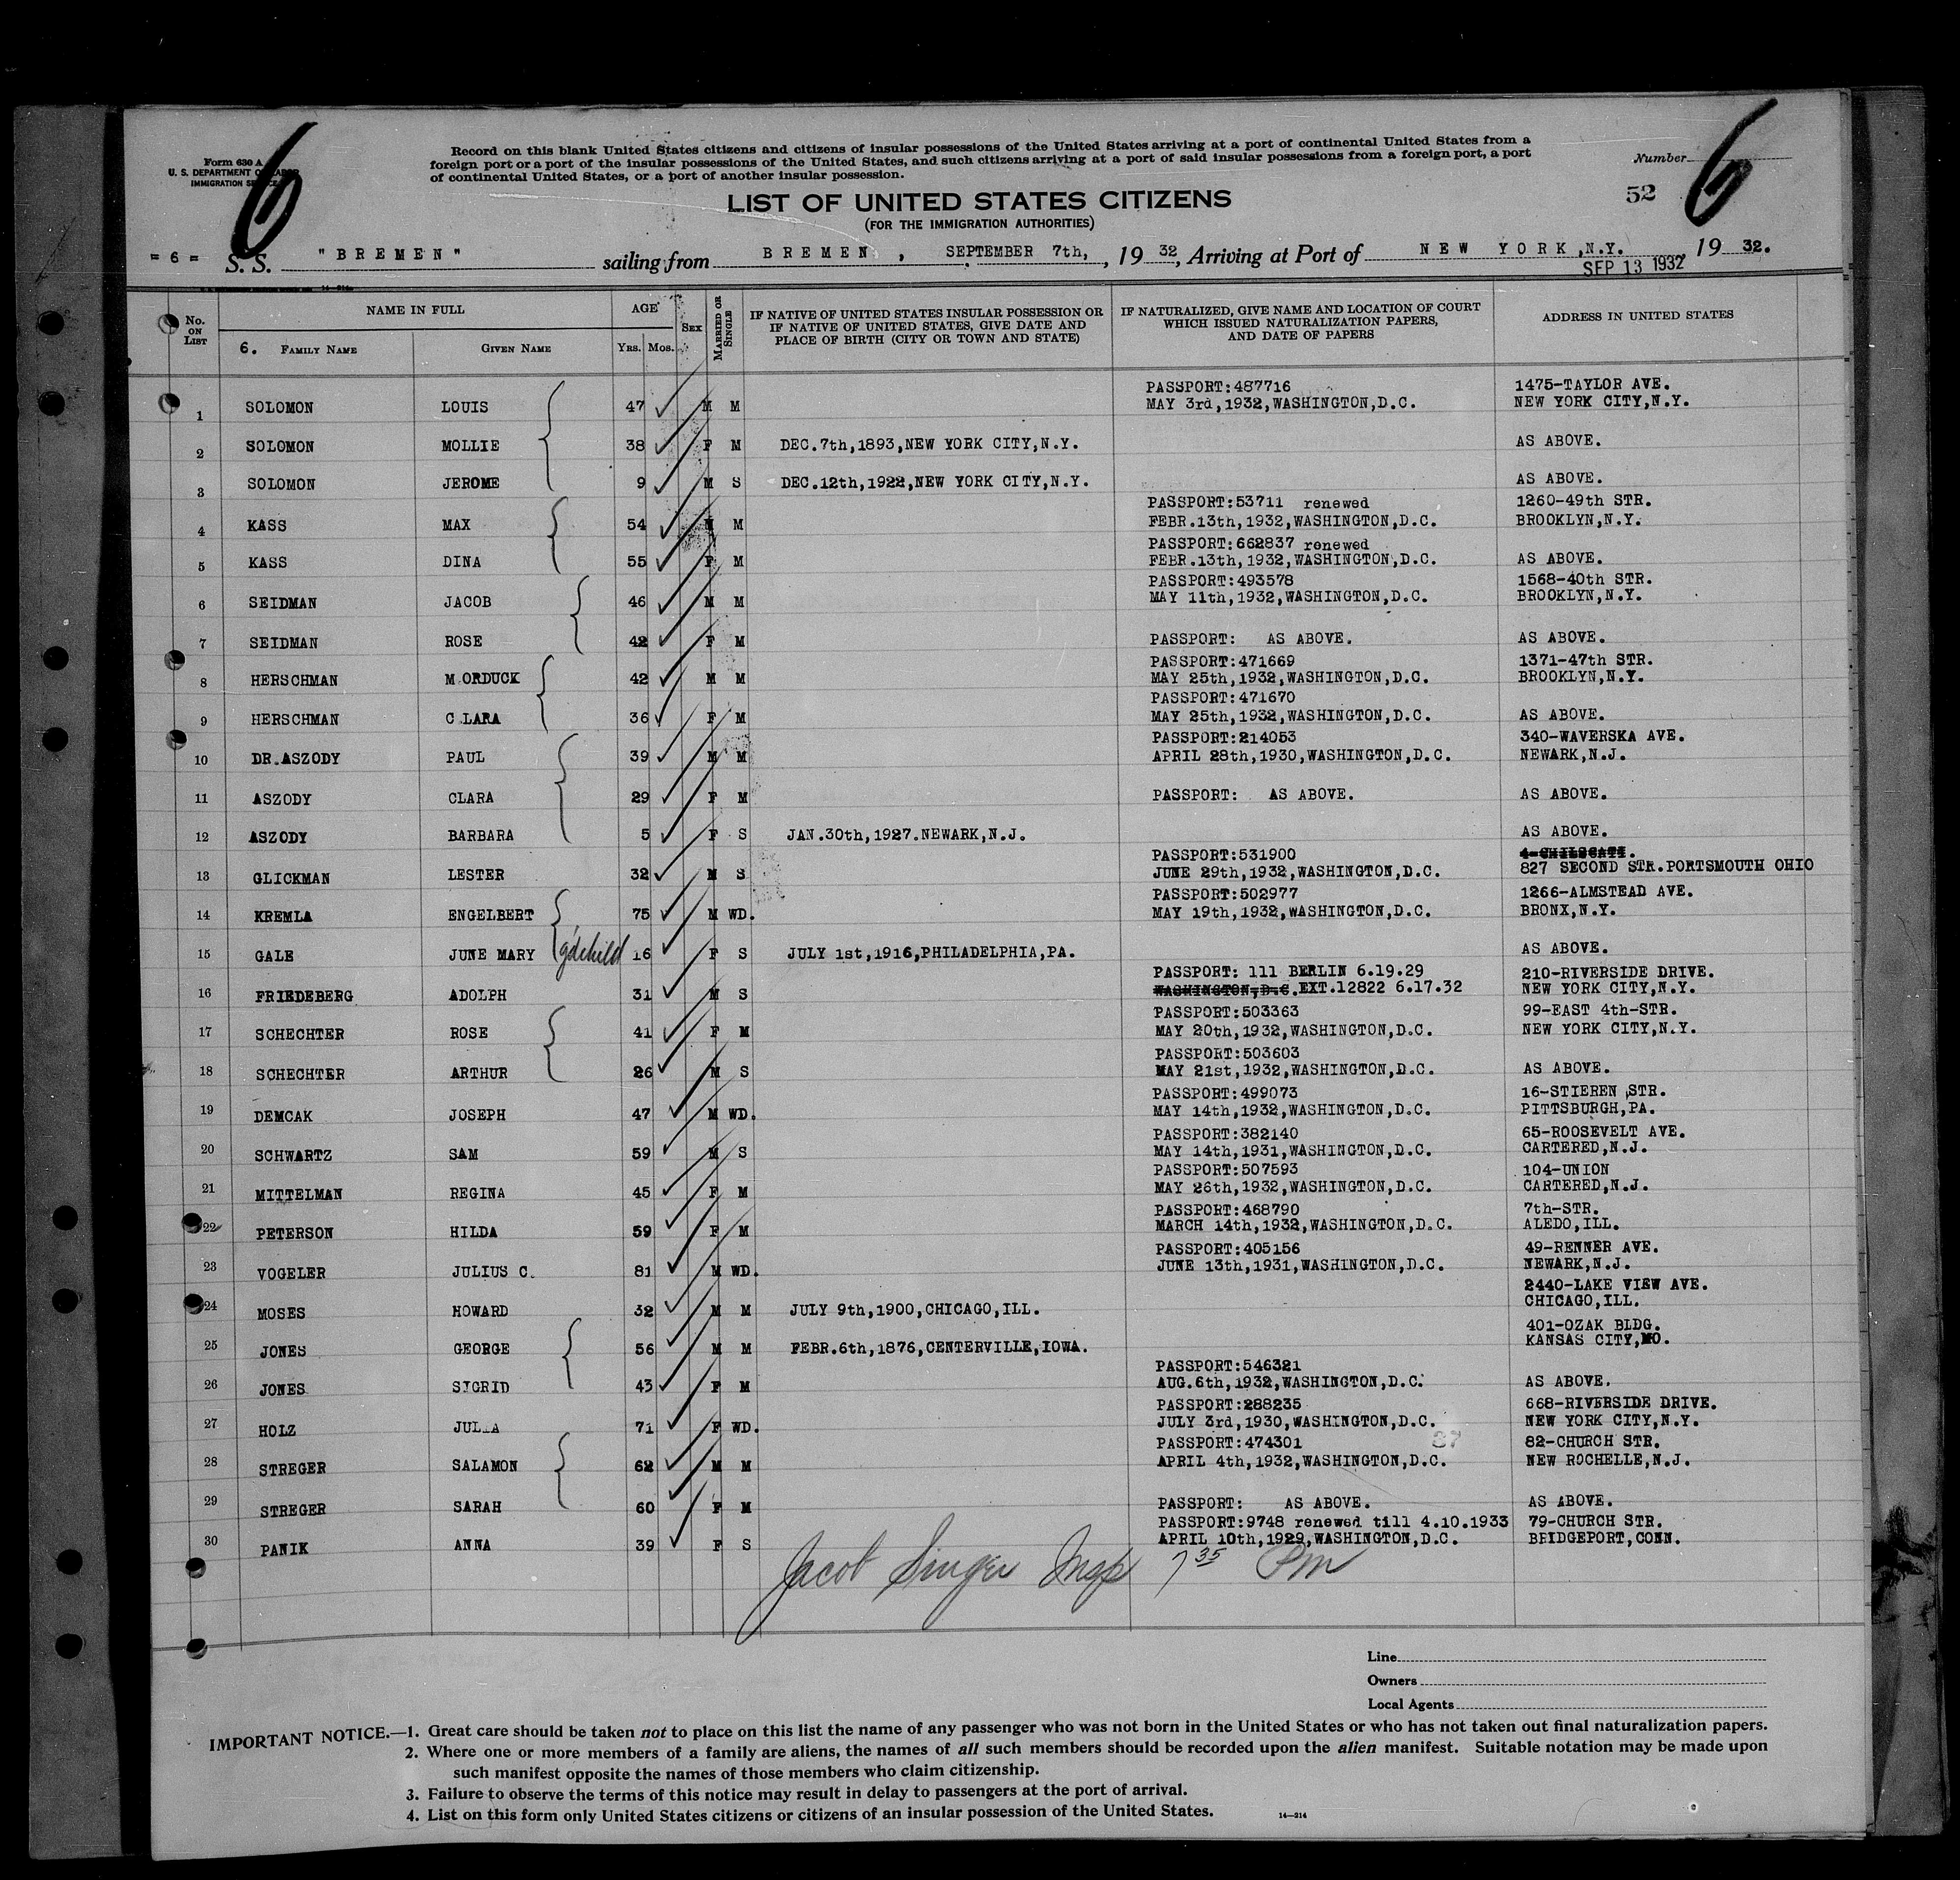 Form 630 A
U. S. DEPARTMENT OF LABOR
IMMIGRATION SERVICE
Record on this blank United States citizens and citizens of insular possessions of the United States arriving at a port of continental United States from a
foreign port or a port of the insular possessions of the United States, and such citizens arriving at a port of said insular possessions from a foreign port, a port
of continental United States, or a port of another insular possession.
Number
6
6
52
LIST OF UNITED STATES CITIZENS
(FOR THE IMMIGRATION AUTHORITIES)
= 6 = S. S. "BREMEN" sailing from BREMEN, SEPTEMBER 7th, , 19 32, Arriving at Port of NEW YORK,N.Y. 19 32.
SEP 13 1932
14—214
No. ON LIST NAME IN FULL AGE SEX MARRIED OR SINGLE IF NATIVE OF UNITED STATES INSULAR POSSESSION OR IF NATIVE OF UNITED STATES, GIVE DATE AND PLACE OF BIRTH (CITY OR TOWN AND STATE) IF NATURALIZED, GIVE NAME AND LOCATION OF COURT WHICH ISSUED NATURALIZATION PAPERS, AND DATE OF PAPERS ADDRESS IN UNITED STATES
6. FAMILY NAME GIVEN NAME YRS. MOS.
PASSPORT:487716 1475-TAYLOR AVE.
1 SOLOMON LOUIS 47 M M MAY 3rd,1932,WASHINGTON,D.C. NEW YORK CITY,N.Y.
2 SOLOMON MOLLIE 38 F M DEC.7th,1893,NEW YORK CITY,N.Y. AS ABOVE.
3 SOLOMON JEROME 9 M S DEC.12th,1922,NEW YORK CITY,N.Y. AS ABOVE.
PASSPORT:53711 renewed 1260-49th STR.
4 KASS MAX 54 M M FEBR.13th,1932,WASHINGTON,D.C. BROOKLYN,N.Y.
PASSPORT:662837 renewed
5 KASS DINA 55 F M FEBR.13th,1932,WASHINGTON,D.C. AS ABOVE.
PASSPORT:493578 1568-40th STR.
6 SEIDMAN JACOB 46 M M MAY 11th,1932,WASHINGTON,D.C. BROOKLYN,N.Y.
7 SEIDMAN ROSE 42 F M PASSPORT: AS ABOVE. AS ABOVE.
PASSPORT:471669 1371-47th STR.
8 HERSCHMAN MORDUCK 42 M M MAY 25th,1932,WASHINGTON,D.C. BROOKLYN,N.Y.
PASSPORT:471670
9 HERSCHMAN CLARA 36 F M MAY 25th,1932,WASHINGTON,D.C. AS ABOVE.
PASSPORT:214053 340-WAVERSKA AVE.
10 DR.ASZODY PAUL 39 M M APRIL 28th,1930,WASHINGTON,D.C. NEWARK,N.J.
11 ASZODY CLARA 29 F M PASSPORT: AS ABOVE. AS ABOVE.
12 ASZODY BARBARA 5 F S JAN.30th,1927.NEWARK,N.J. AS ABOVE.
PASSPORT:531900
13 GLICKMAN LESTER 32 M S JUNE 29th,1932,WASHINGTON,D.C. 827 SECOND STR.PORTSMOUTH OHIO
PASSPORT:502977 1266-ALMSTEAD AVE.
14 KREMLA ENGELBERT 75 M WD. MAY 19th,1932,WASHINGTON,D.C. BRONX,N.Y.
15 GALE JUNE MARY g'dchild 16 F S JULY 1st,1916,PHILADELPHIA,PA. AS ABOVE.
PASSPORT: 111 BERLIN 6.19.29 210-RIVERSIDE DRIVE.
16 FRIEDEBERG ADOLPH 31 M S WASHINGTON,D.C.EXT.12822 6.17.32 NEW YORK CITY,N.Y.
PASSPORT:503363 99-EAST 4th-STR.
17 SCHECHTER ROSE 41 F M MAY 20th,1932,WASHINGTON,D.C. NEW YORK CITY,N.Y.
PASSPORT:503603
18 SCHECHTER ARTHUR 26 M S MAY 21st,1932,WASHINGTON,D.C. AS ABOVE.
PASSPORT:499073 16-STIEREN STR.
19 DEMCAK JOSEPH 47 M WD. MAY 14th,1932,WASHINGTON,D.C. PITTSBURGH,PA.
PASSPORT:382140 65-ROOSEVELT AVE.
20 SCHWARTZ SAM 59 M S MAY 14th,1931,WASHINGTON,D.C. CARTERED,N.J.
PASSPORT:507593 104-UNION
21 MITTELMAN REGINA 45 F M MAY 26th,1932,WASHINGTON,D.C. CARTERED,N.J.
PASSPORT:468790 7th-STR.
22 PETERSON HILDA 59 F M MARCH 14th,1932,WASHINGTON,D.C. ALEDO,ILL.
PASSPORT:405156 49-RENNER AVE.
23 VOGELER JULIUS C. 81 M WD. JUNE 13th,1931,WASHINGTON,D.C. NEWARK,N.J.
2440-LAKE VIEW AVE.
24 MOSES HOWARD 32 M M JULY 9th,1900,CHICAGO,ILL. CHICAGO,ILL.
401-OZAK BLDG.
25 JONES GEORGE 56 M M FEBR.6th,1876,CENTERVILLE,IOWA. KANSAS CITY,MO.
PASSPORT:546321
26 JONES SIGRID 43 F M AUG.6th,1932,WASHINGTON,D.C. AS ABOVE.
PASSPORT:288235 668-RIVERSIDE DRIVE.
27 HOLZ JULIA 71 F WD. JULY 3rd,1930,WASHINGTON,D.C. NEW YORK CITY,N.Y.
PASSPORT:474301 37 82-CHURCH STR.
28 STREGER SALAMON 62 M M APRIL 4th,1932,WASHINGTON,D.C. NEW ROCHELLE,N.J.
29 STREGER SARAH 60 F M PASSPORT: AS ABOVE. AS ABOVE.
PASSPORT:9748 renewed till 4.10.1933 79-CHURCH STR.
30 PANIK ANNA 39 F S APRIL 10th,1929,WASHINGTON,D.C. BRIDGEPORT,CONN.
Jacob Singer Insp 7 35 Pm
Line
Owners
Local Agents
IMPORTANT NOTICE.—1. Great care should be taken not to place on this list the name of any passenger who was not born in the United States or who has not taken out final naturalization papers.
2. Where one or more members of a family are aliens, the names of all such members should be recorded upon the alien manifest. Suitable notation may be made upon
such manifest opposite the names of those members who claim citizenship.
3. Failure to observe the terms of this notice may result in delay to passengers at the port of arrival.
4. List on this form only United States citizens or citizens of an insular possession of the United States.
14—214